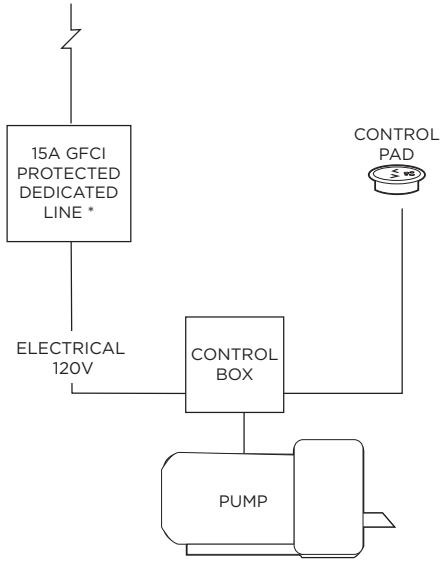 15A GFCI
PROTECTED
DEDICATED
LINE *
CONTROL
PAD
ELECTRICAL
120V
CONTROL
BOX
PUMP